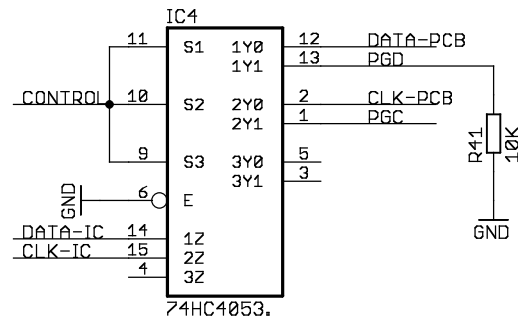 IC4
11 S1 1Y0 12 DATA-PCB
1Y1 13 PGD
CONTROL 10 S2 2Y0 2 CLK-PCB
2Y1 1 PGC
R41 10K
9 S3 3Y0 5
3Y1 3
GND 6 E
GND
DATA-IC 14 1Z
CLK-IC 15 2Z
4 3Z
74HC4053.